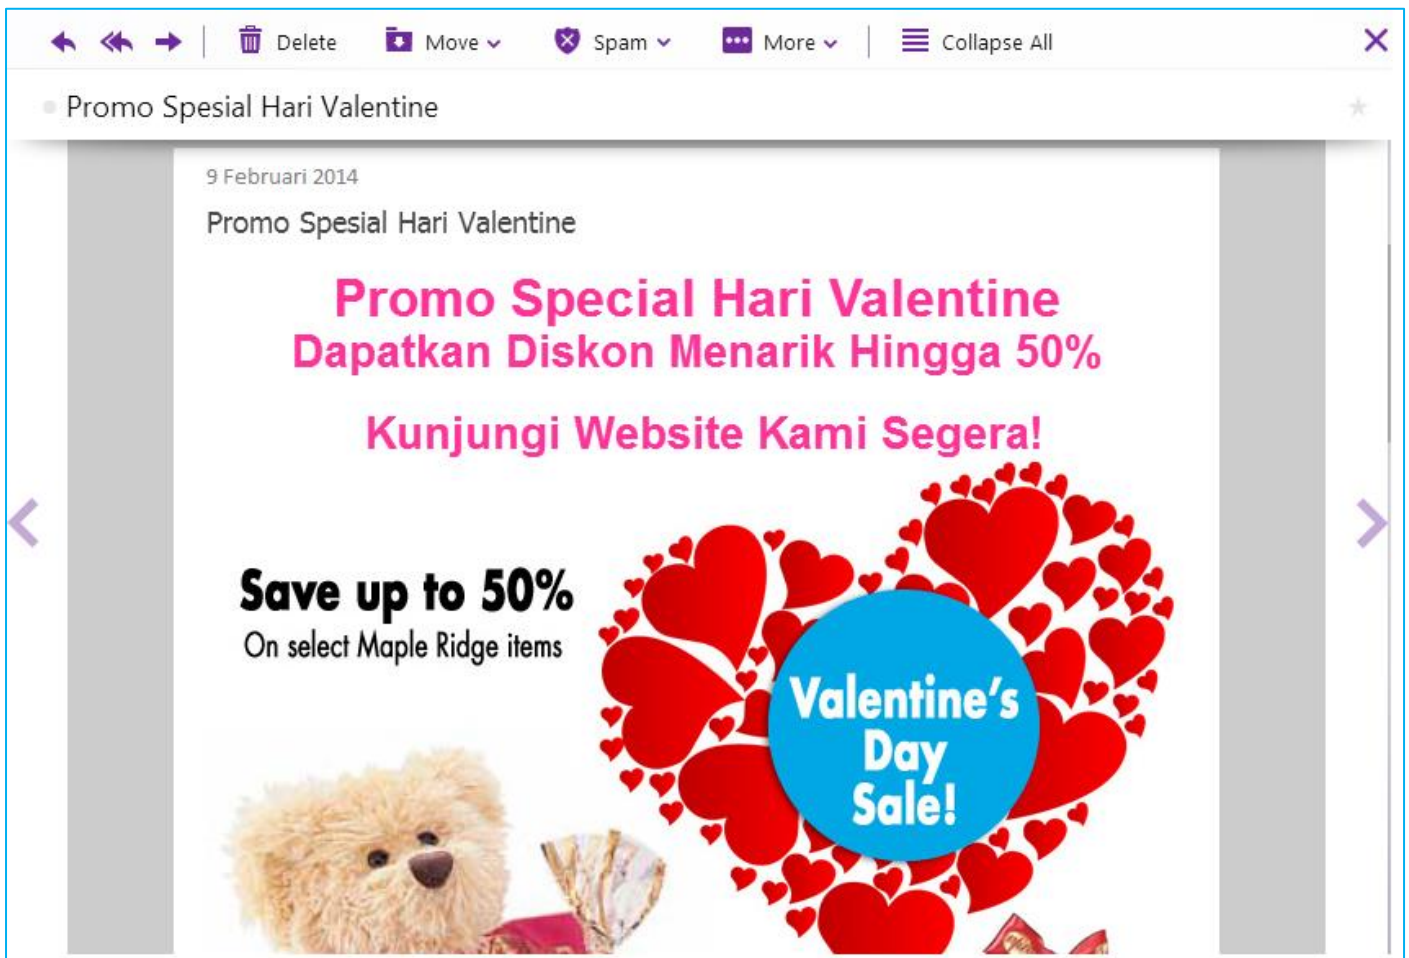 Delete Move Spam More Collapse All
Promo Spesial Hari Valentine
9 Februari 2014
Promo Spesial Hari Valentine
Promo Special Hari Valentine
Dapatkan Diskon Menarik Hingga 50%
Kunjungi Website Kami Segera!
Save up to 50%
On select Maple Ridge items
Valentine's
Day
Sale!